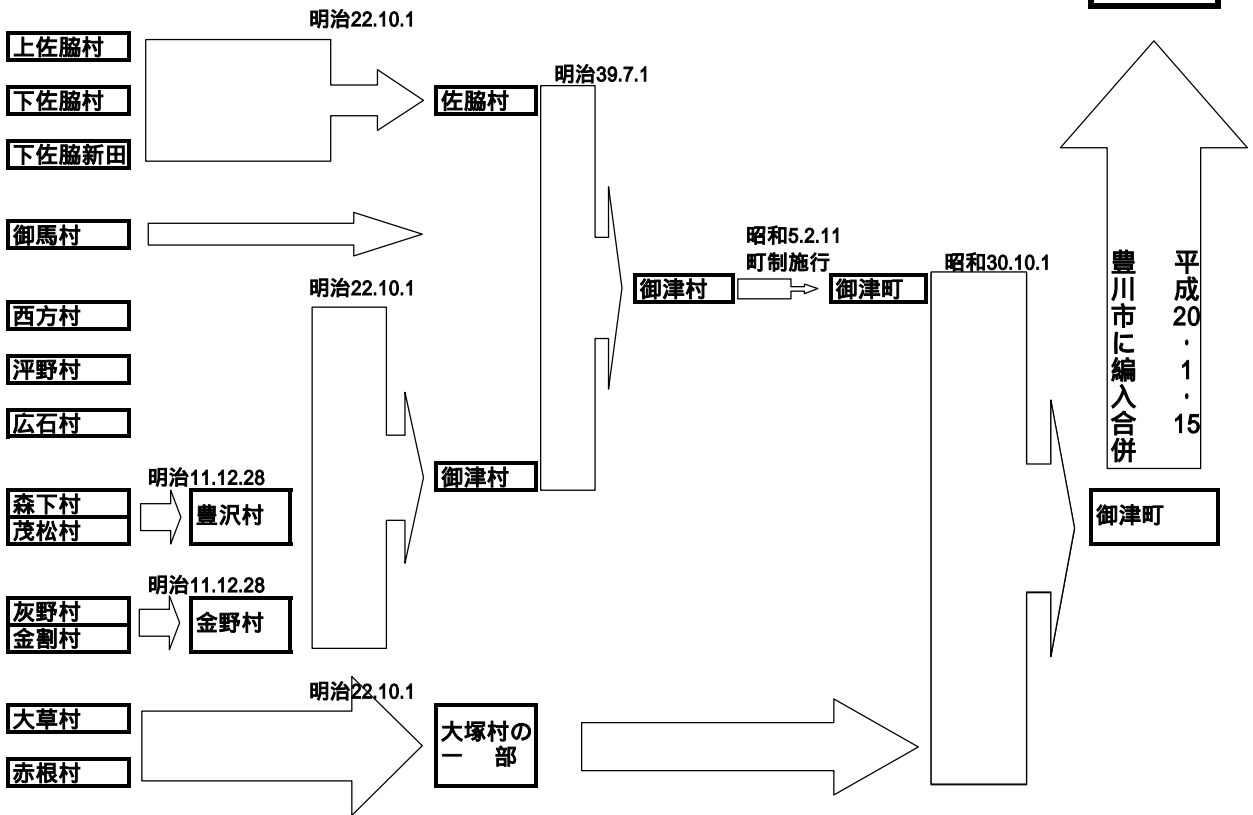 明治22.10.1
上佐脇村
下佐脇村
下佐脇新田
佐脇村
明治39.7.1
御馬村
明治22.10.1
西方村
泙野村
広石村
明治11.12.28
森下村
茂松村
豊沢村
明治11.12.28
灰野村
金割村
金野村
御津村
御津村
昭和5.2.11
町制施行
御津町
昭和30.10.1
明治22.10.1
大草村
赤根村
大塚村の
一 部
御津町
平成20・1・15
豊川市に編入合併